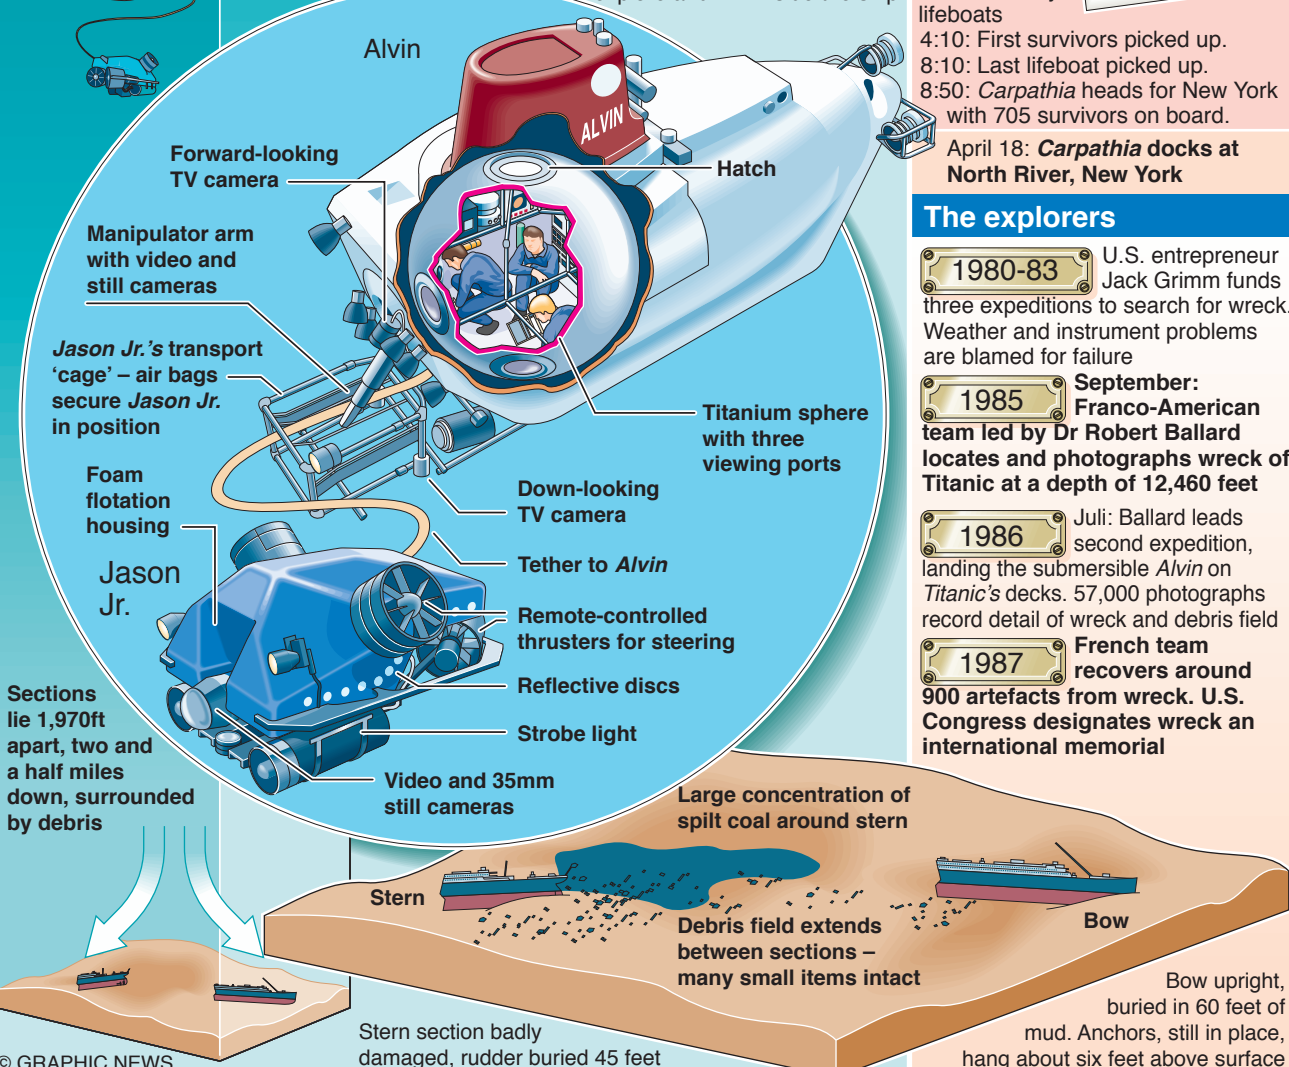 Alvin
ALVIN
Forward-looking
TV camera
Hatch
Manipulator arm
with video and
still cameras
Jason Jr.'s transport
‘cage’ – air bags
secure Jason Jr.
in position
Titanium sphere
with three
viewing ports
Foam
flotation
housing
Down-looking
TV camera
Tether to Alvin
Jason
Jr.
Remote-controlled
thrusters for steering
Reflective discs
Strobe light
Video and 35mm
still cameras
Sections
lie 1,970ft
apart, two and
a half miles
down, surrounded
by debris
Large concentration of
spilt coal around stern
Stern
Debris field extends
between sections –
many small items intact
Bow
Stern section badly
damaged, rudder buried 45 feet
Bow upright,
buried in 60 feet of
mud. Anchors, still in place,
hang about six feet above surface
© GRAPHIC NEWS
lifeboats
4:10: First survivors picked up.
8:10: Last lifeboat picked up.
8:50: Carpathia heads for New York
with 705 survivors on board.
April 18: Carpathia docks at
North River, New York
The explorers
1980-83 U.S. entrepreneur
Jack Grimm funds
three expeditions to search for wreck.
Weather and instrument problems
are blamed for failure
1985 September:
Franco-American
team led by Dr Robert Ballard
locates and photographs wreck of
Titanic at a depth of 12,460 feet
1986 Juli: Ballard leads
second expedition,
landing the submersible Alvin on
Titanic's decks. 57,000 photographs
record detail of wreck and debris field
1987 French team
recovers around
900 artefacts from wreck. U.S.
Congress designates wreck an
international memorial